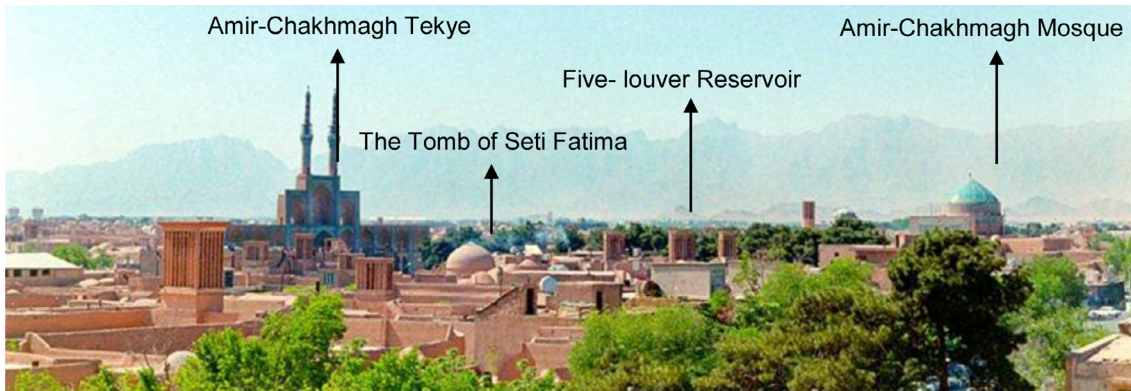 Amir-Chakhmagh Tekye
Amir-Chakhmagh Mosque
Five- louver Reservoir
The Tomb of Seti Fatima